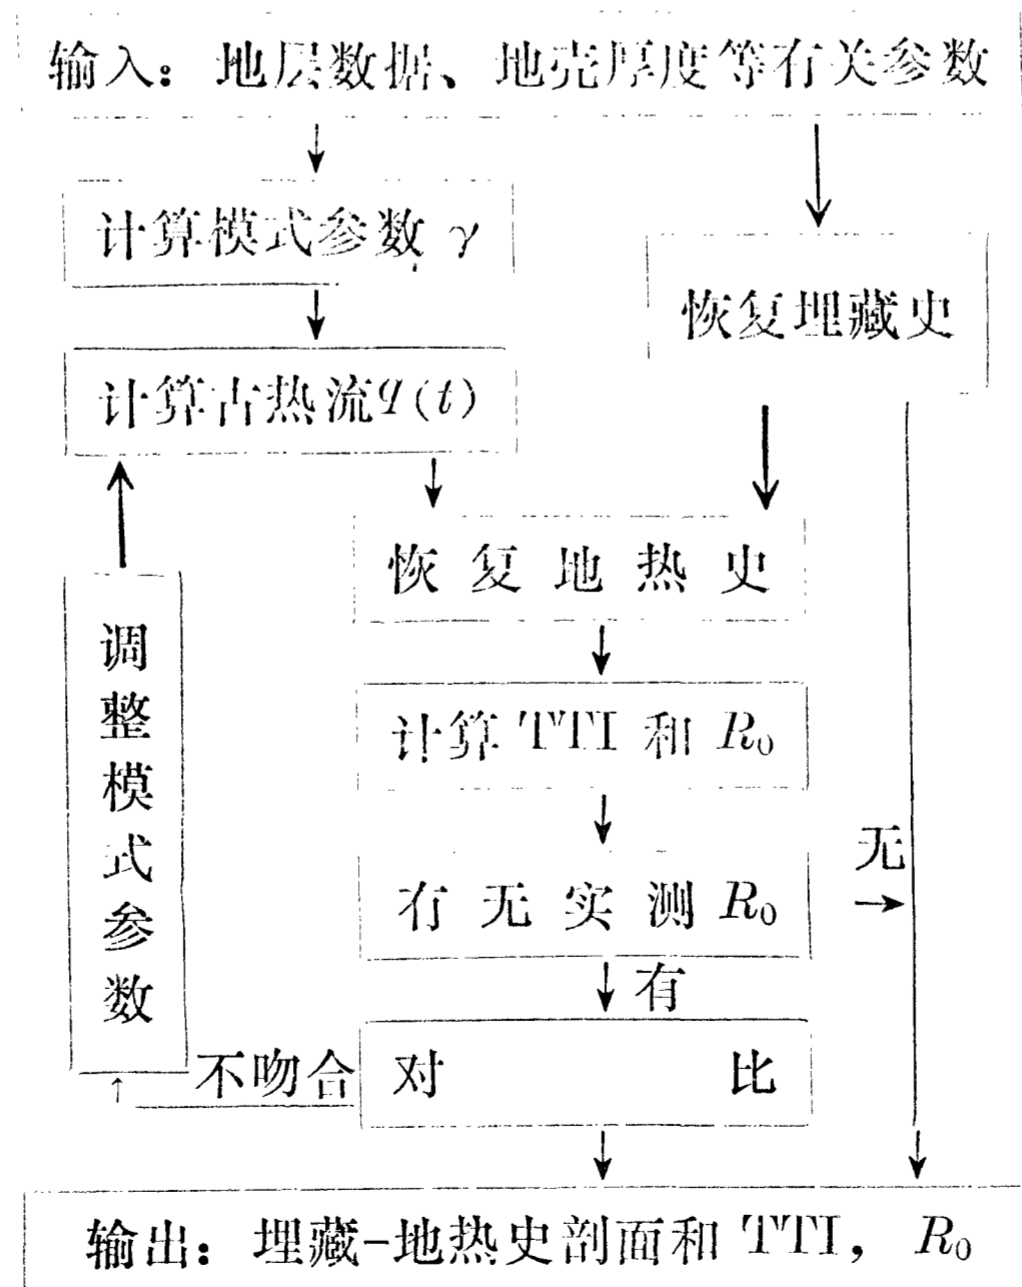 输入：地层数据、地壳厚度等有关参数
计算模式参数 γ
恢复埋藏史
计算古热流q(t)
恢复地热史
调整模式参数
计算 TTI 和 R₀
无
有无实测 R₀
有
不吻合
对比
输出：埋藏-地热史剖面和 TTI, R₀